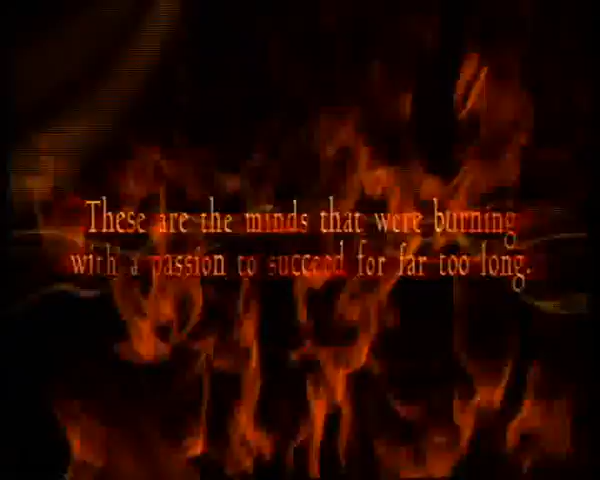 These are the minds that were burning
with a passion to succeed for far too long.